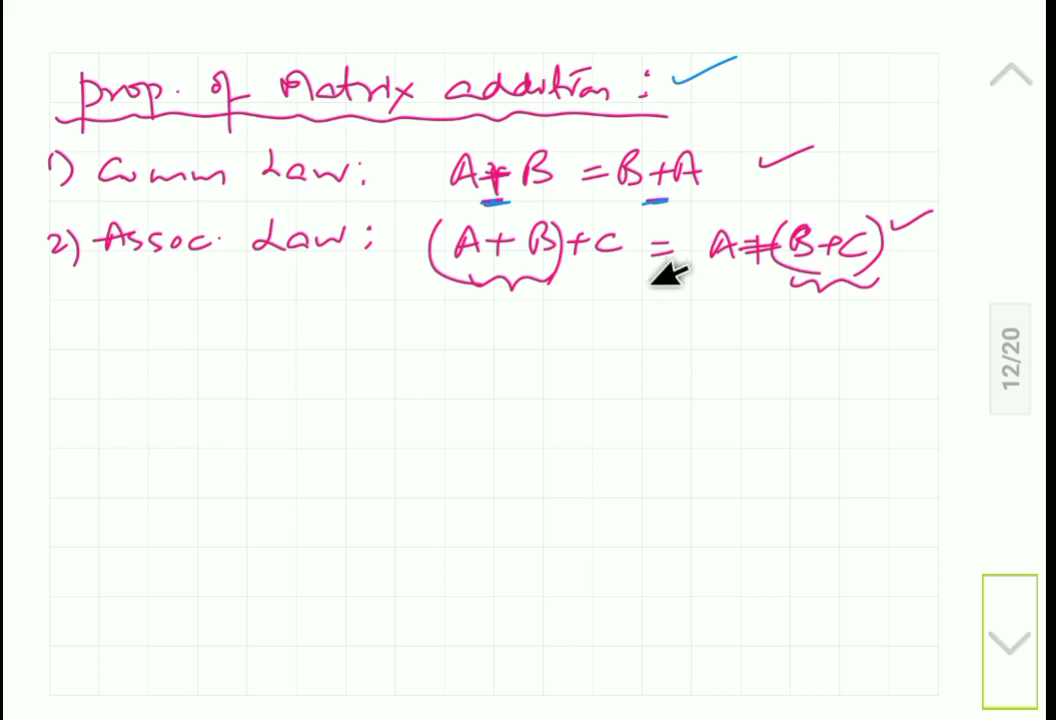 prop. of Matrix addition :
1) Comm Law: A+B = B+A
2) Assoc. Law: (A+B)+C = A+(B+C)
12/20